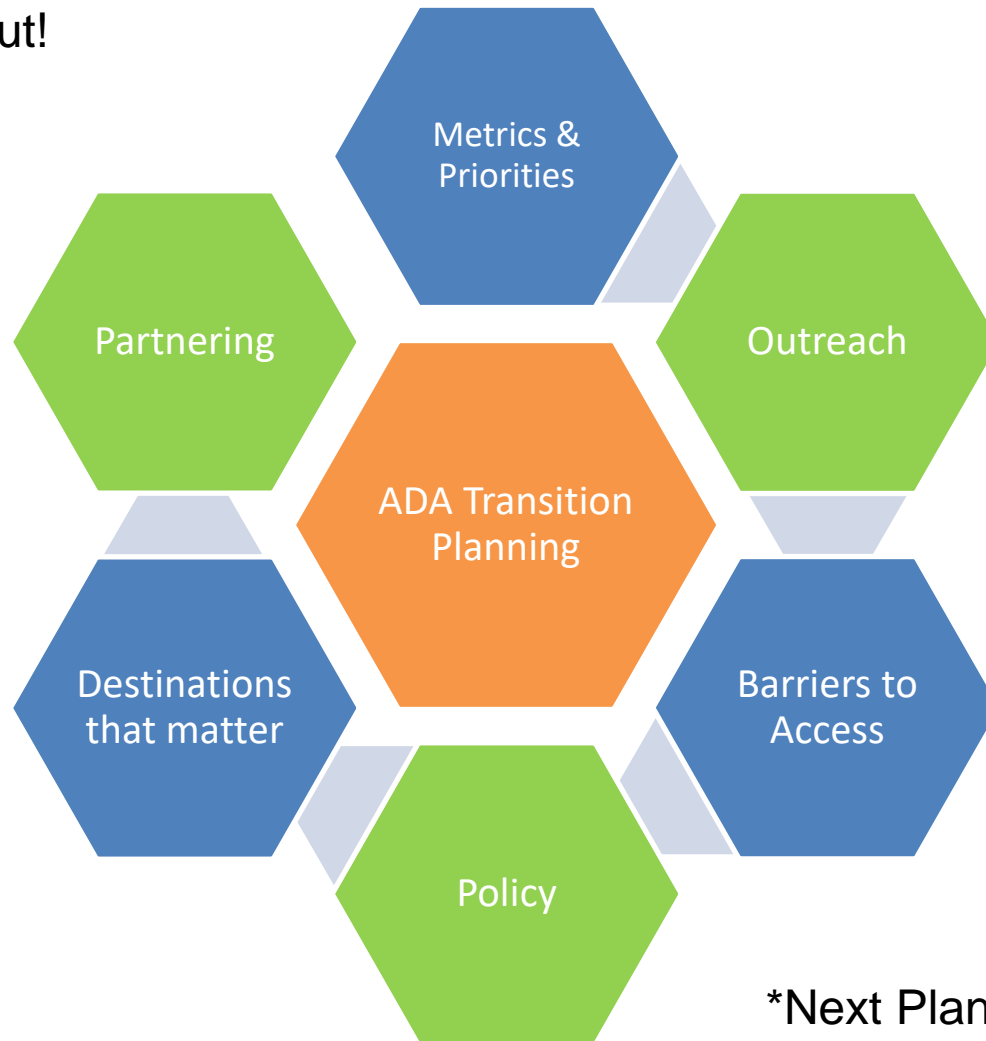 ut!
Metrics &
Priorities
Partnering
Outreach
ADA Transition
Planning
Destinations
that matter
Barriers to
Access
Policy
*Next Plan